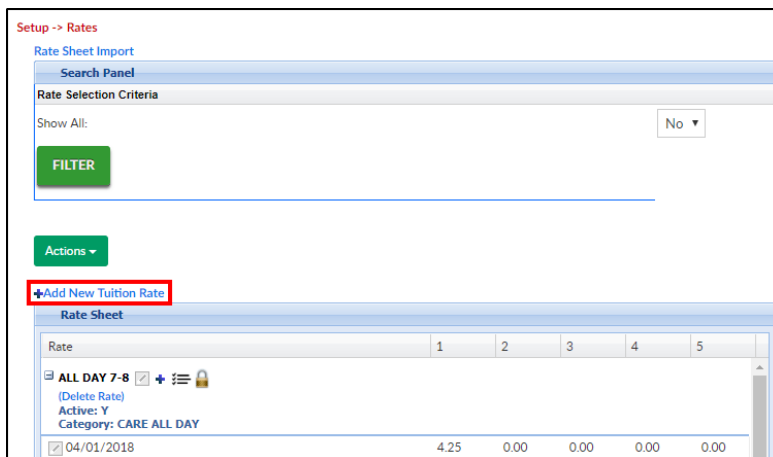 Setup -> Rates
Rate Sheet Import
Search Panel
Rate Selection Criteria
Show All: No
FILTER
Actions
+Add New Tuition Rate
Rate Sheet
Rate 1 2 3 4 5
ALL DAY 7-8
(Delete Rate)
Active: Y
Category: CARE ALL DAY
04/01/2018 4.25 0.00 0.00 0.00 0.00